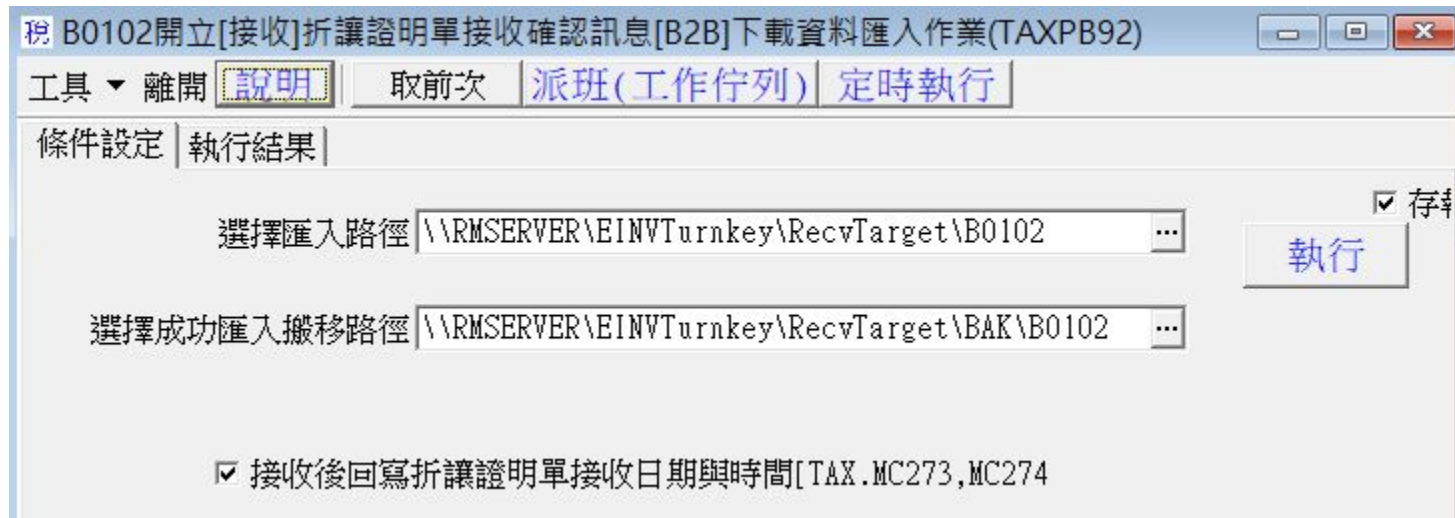 稅 B0102開立[接收]折讓證明單接收確認訊息[B2B]下載資料匯入作業(TAXPB92)
工具 離開 說明 取前次 派班(工作佇列) 定時執行
條件設定 執行結果
存
選擇匯入路徑 \\RMSERVER\EINVTurnkey\RecvTarget\B0102 ...
執行
選擇成功匯入搬移路徑 \\RMSERVER\EINVTurnkey\RecvTarget\BAK\B0102 ...
接收後回寫折讓證明單接收日期與時間[TAX.MC273,MC274